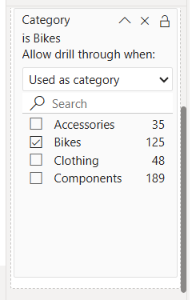 Category
is Bikes
Allow drill through when:
Used as category
Search
Accessories 35
Bikes 125
Clothing 48
Components 189